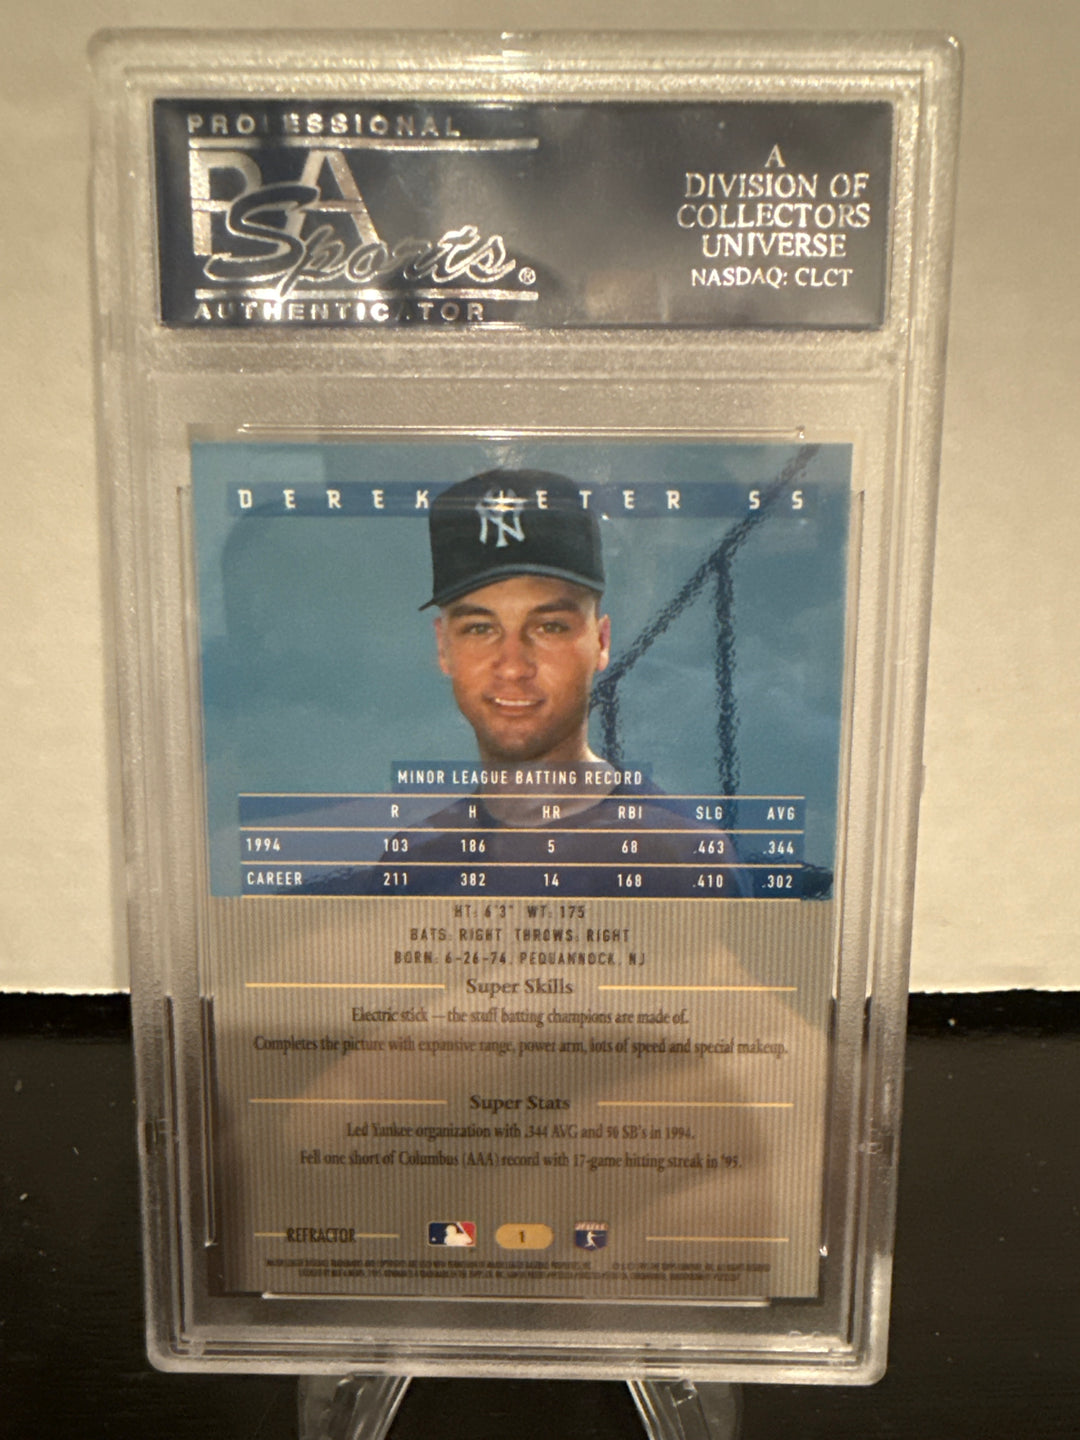 PROFESSIONAL
PSA
Sports®
AUTHENTICATOR
A
DIVISION OF
COLLECTORS
UNIVERSE
NASDAQ: CLCT
DEREK JETER SS
NY
MINOR LEAGUE BATTING RECORD
R H HR RBI SLG AVG
1994 103 186 5 68 .463 .344
CAREER 211 382 14 168 .410 .302
HT: 6'3" WT: 175
BATS: RIGHT THROWS: RIGHT
BORN: 6-26-74, PEQUANNOCK, NJ
Super Skills
Electric stick — the stuff batting champions are made of.
Completes the picture with expansive range, power arm, lots of speed and special makeup.
Super Stats
Led Yankee organization with .344 AVG and 50 SB's in 1994.
Fell one short of Columbus (AAA) record with 17-game hitting streak in '95.
REFRACTOR
1